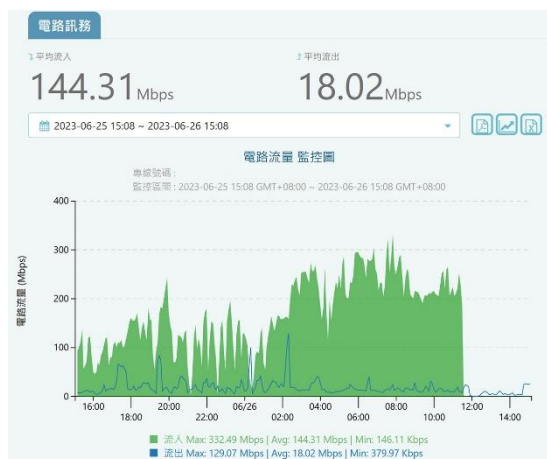 電路訊務
平均流入
平均流出
144.31 Mbps
18.02 Mbps
2023-06-25 15:08 ~ 2023-06-26 15:08
電路流量 監控圖
專線號碼 :
監控區間 : 2023-06-25 15:08 GMT+08:00 ~ 2023-06-26 15:08 GMT+08:00
電路流量 (Mbps)
400
300
200
100
0
16:00
18:00
20:00
22:00
06/26
02:00
04:00
06:00
08:00
10:00
12:00
14:00
流入 Max: 332.49 Mbps | Avg: 144.31 Mbps | Min: 146.11 Kbps
流出 Max: 129.07 Mbps | Avg: 18.02 Mbps | Min: 379.97 Kbps